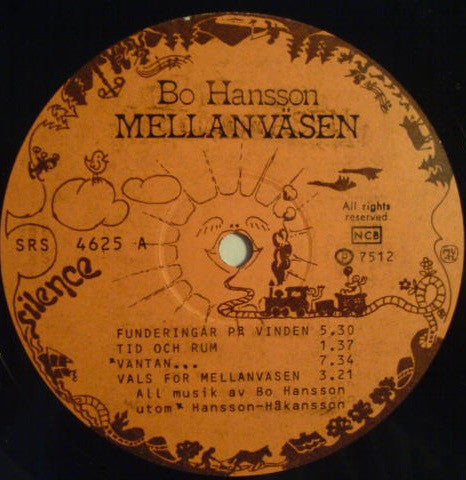 Bo Hansson
MELLANVÄSEN
All rights
reserved
NCB
SRS 4625 A
Ⓟ 7512
silence
FUNDERINGAR PÅ VINDEN 5.30
TID OCH RUM 1.37
*VÄNTAN... 7.34
VALS FÖR MELLANVÄSEN 3.21
All musik av Bo Hansson
utom * Hansson-Håkansson